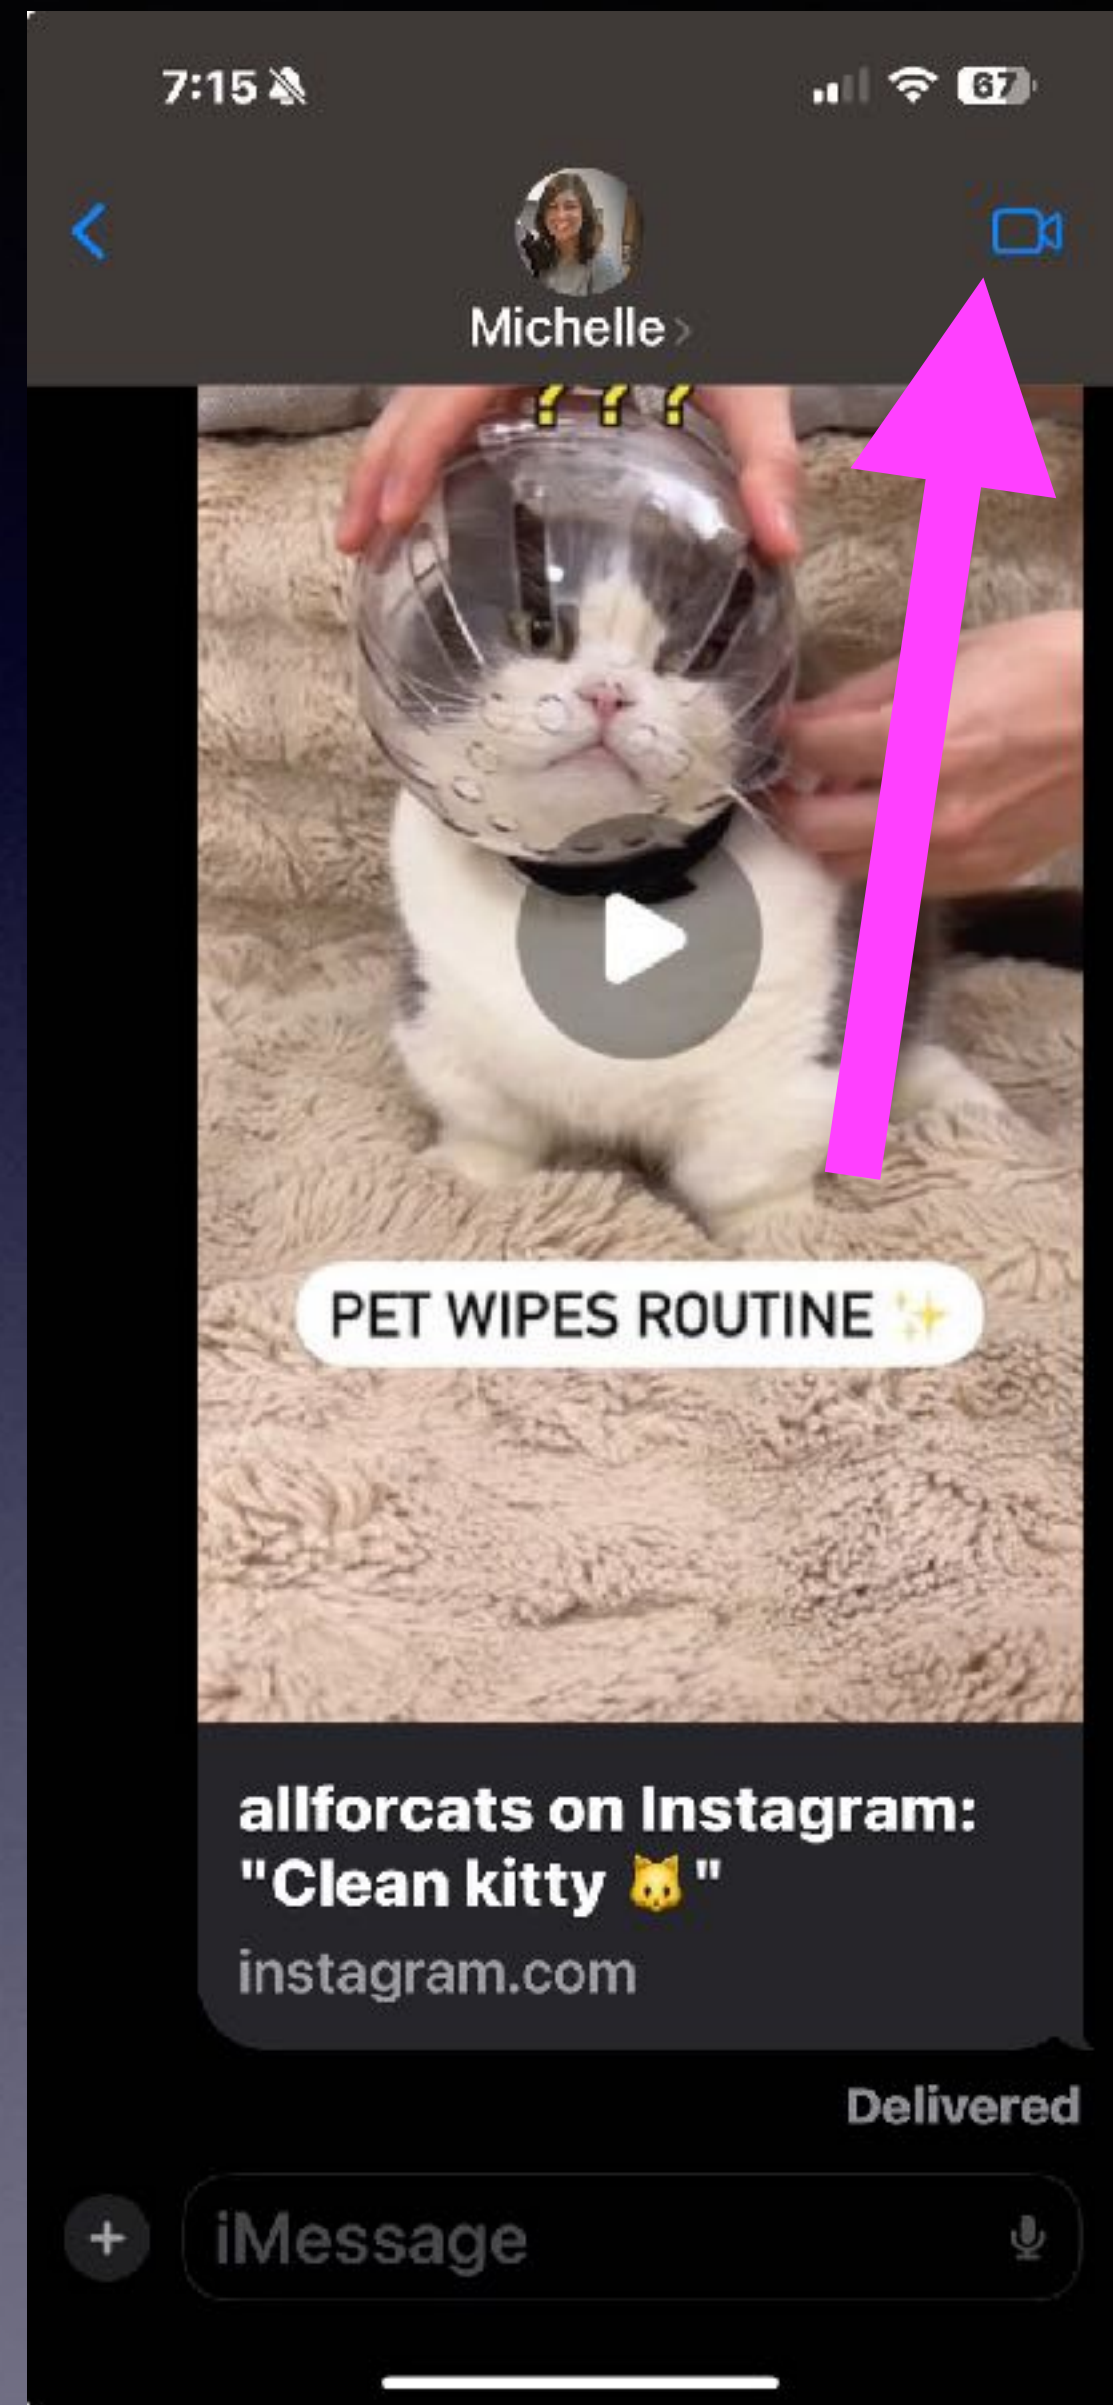 7:15
67
Michelle
? ? ?
PET WIPES ROUTINE ✨
allforcats on Instagram:
"Clean kitty 🐱"
instagram.com
Delivered
iMessage